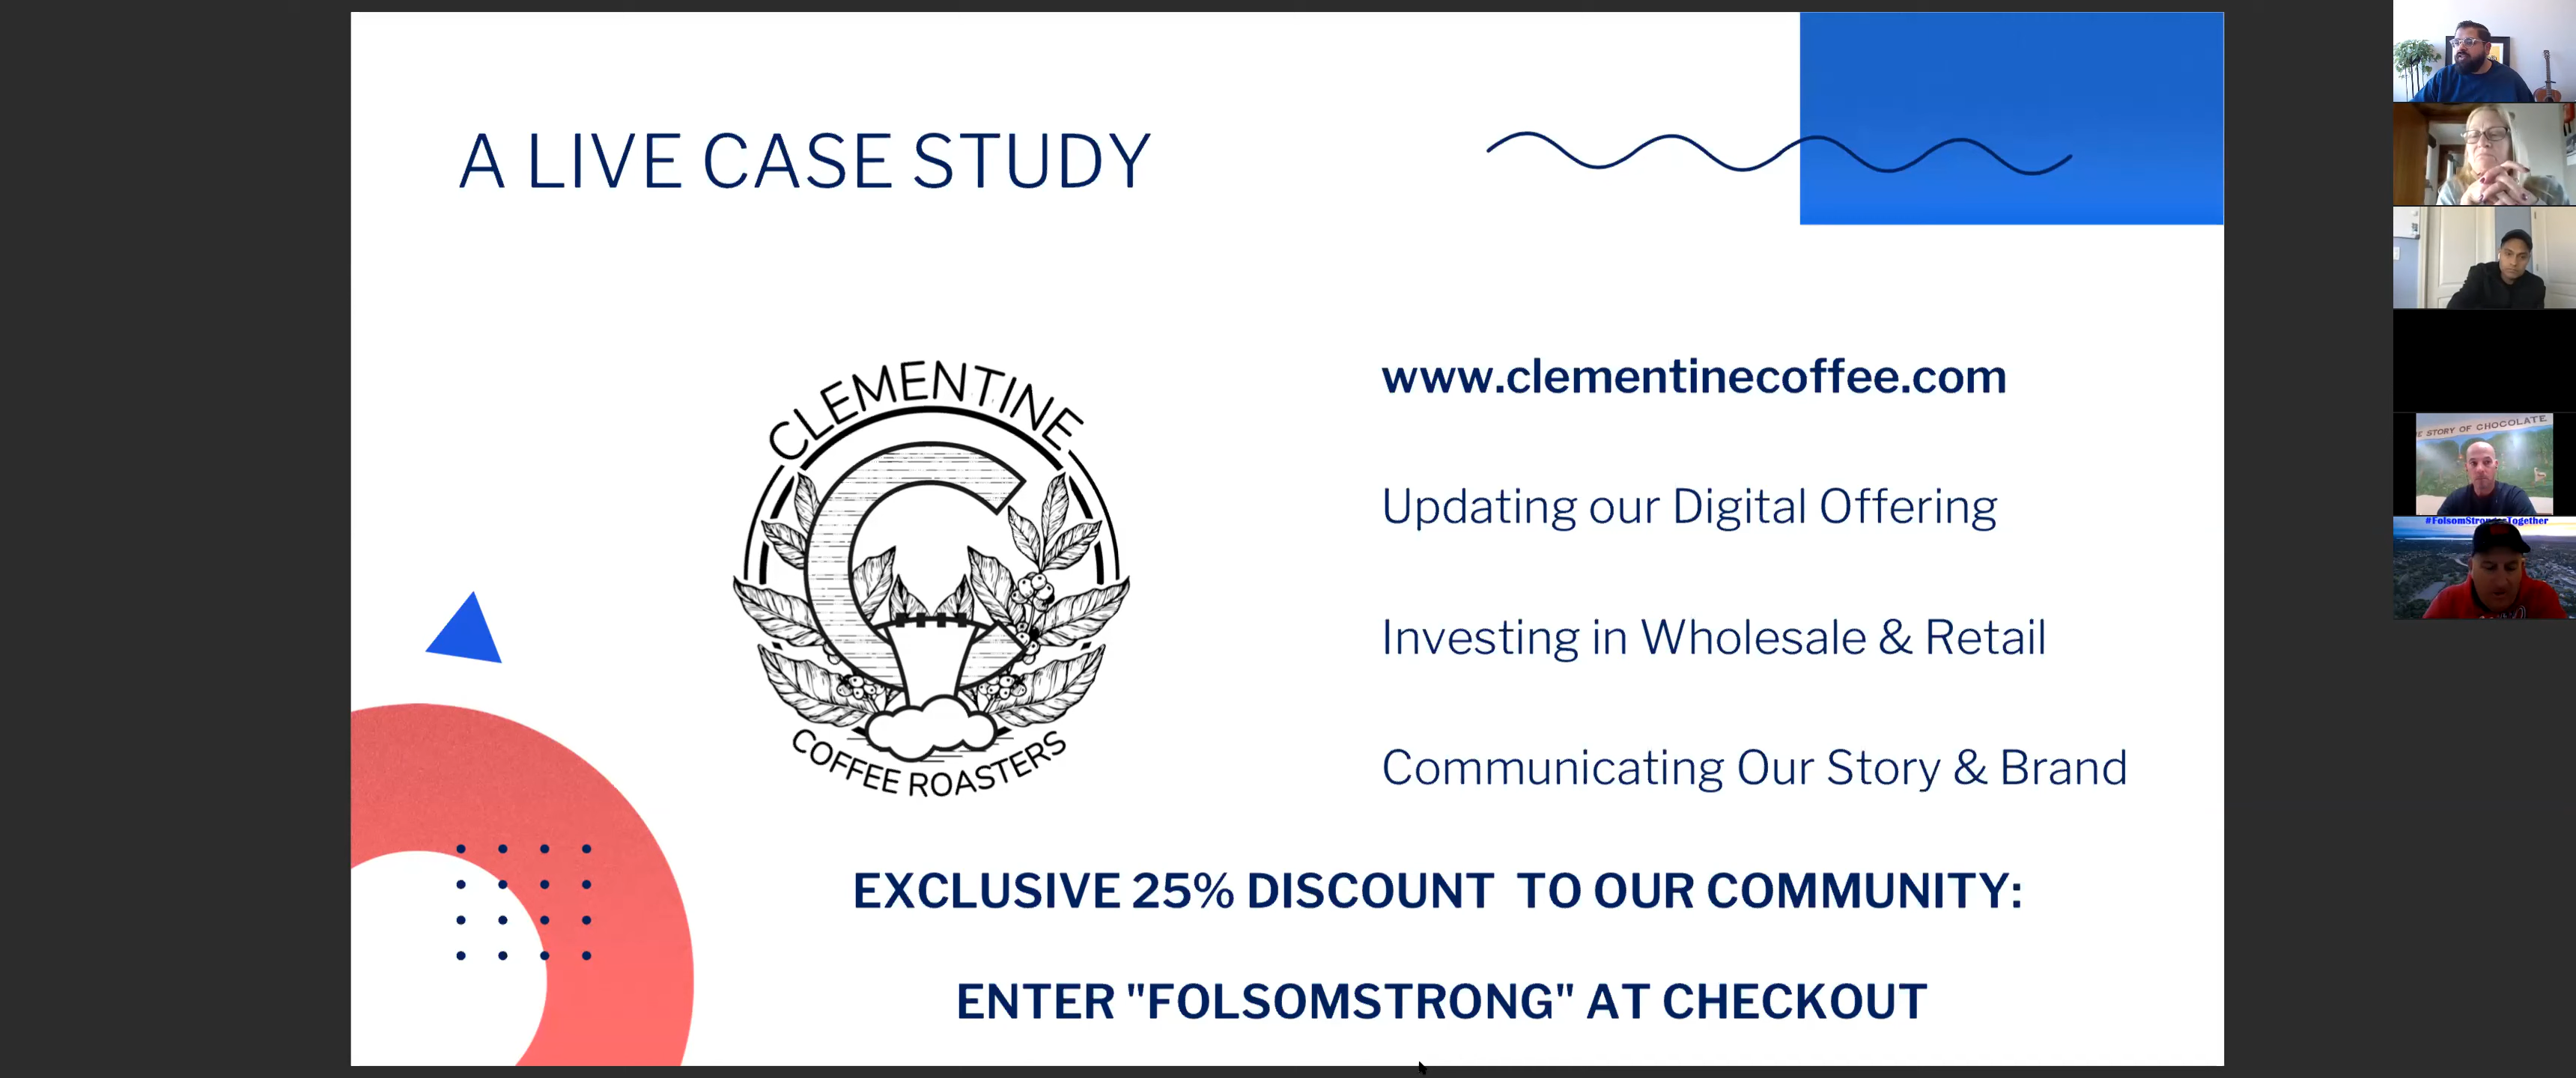 A LIVE CASE STUDY
CLEMENTINE
COFFEE ROASTERS
www.clementinecoffee.com
Updating our Digital Offering
Investing in Wholesale & Retail
Communicating Our Story & Brand
EXCLUSIVE 25% DISCOUNT TO OUR COMMUNITY:
ENTER "FOLSOMSTRONG" AT CHECKOUT
E STORY OF CHOCOLATE